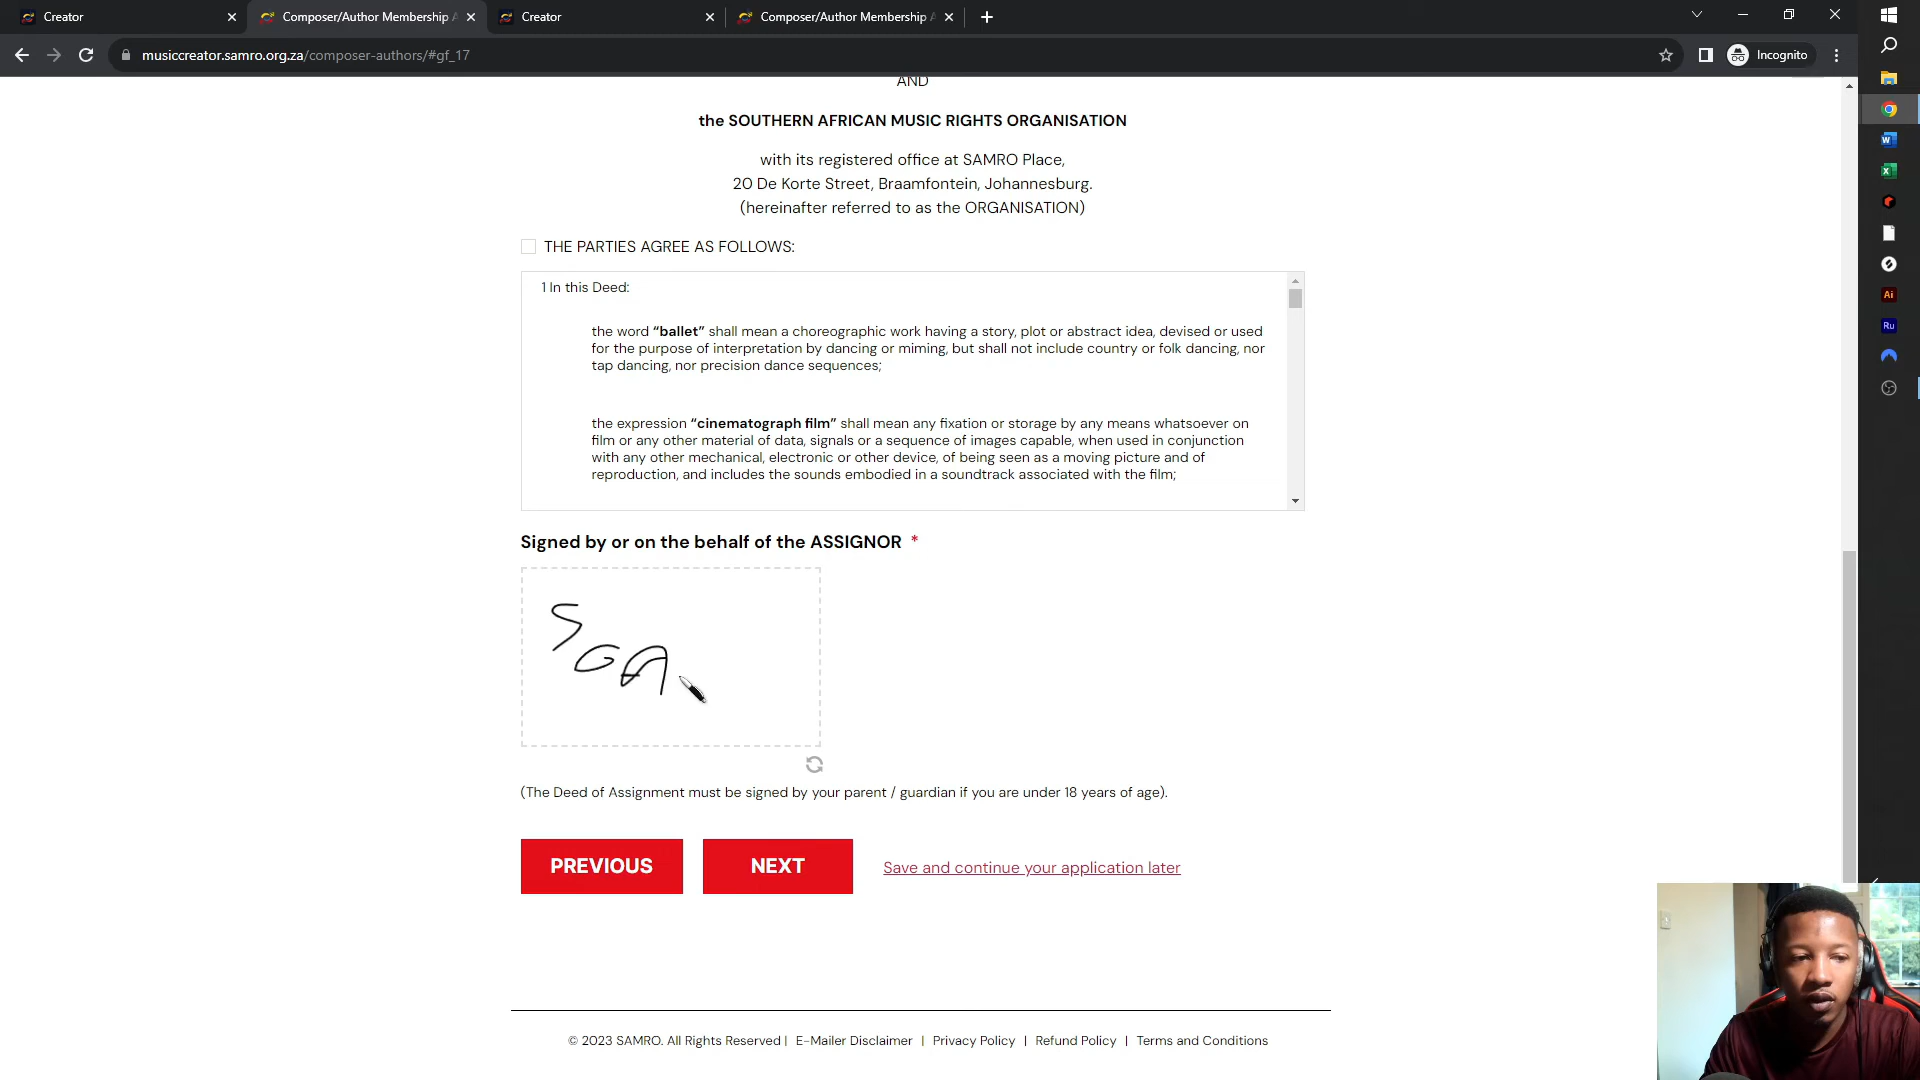 Creator
Composer/Author Membership A
Creator
Composer/Author Membership A
musiccreator.samro.org.za/composer-authors/#gf_17
Incognito
AND
the SOUTHERN AFRICAN MUSIC RIGHTS ORGANISATION
with its registered office at SAMRO Place,
20 De Korte Street, Braamfontein, Johannesburg.
(hereinafter referred to as the ORGANISATION)
THE PARTIES AGREE AS FOLLOWS:
1 In this Deed:
the word “ballet” shall mean a choreographic work having a story, plot or abstract idea, devised or used
for the purpose of interpretation by dancing or miming, but shall not include country or folk dancing, nor
tap dancing, nor precision dance sequences;
the expression “cinematograph film” shall mean any fixation or storage by any means whatsoever on
film or any other material of data, signals or a sequence of images capable, when used in conjunction
with any other mechanical, electronic or other device, of being seen as a moving picture and of
reproduction, and includes the sounds embodied in a soundtrack associated with the film;
Signed by or on the behalf of the ASSIGNOR *
(The Deed of Assignment must be signed by your parent / guardian if you are under 18 years of age).
PREVIOUS NEXT Save and continue your application later
© 2023 SAMRO. All Rights Reserved | E-Mailer Disclaimer | Privacy Policy | Refund Policy | Terms and Conditions
Ai
Ru